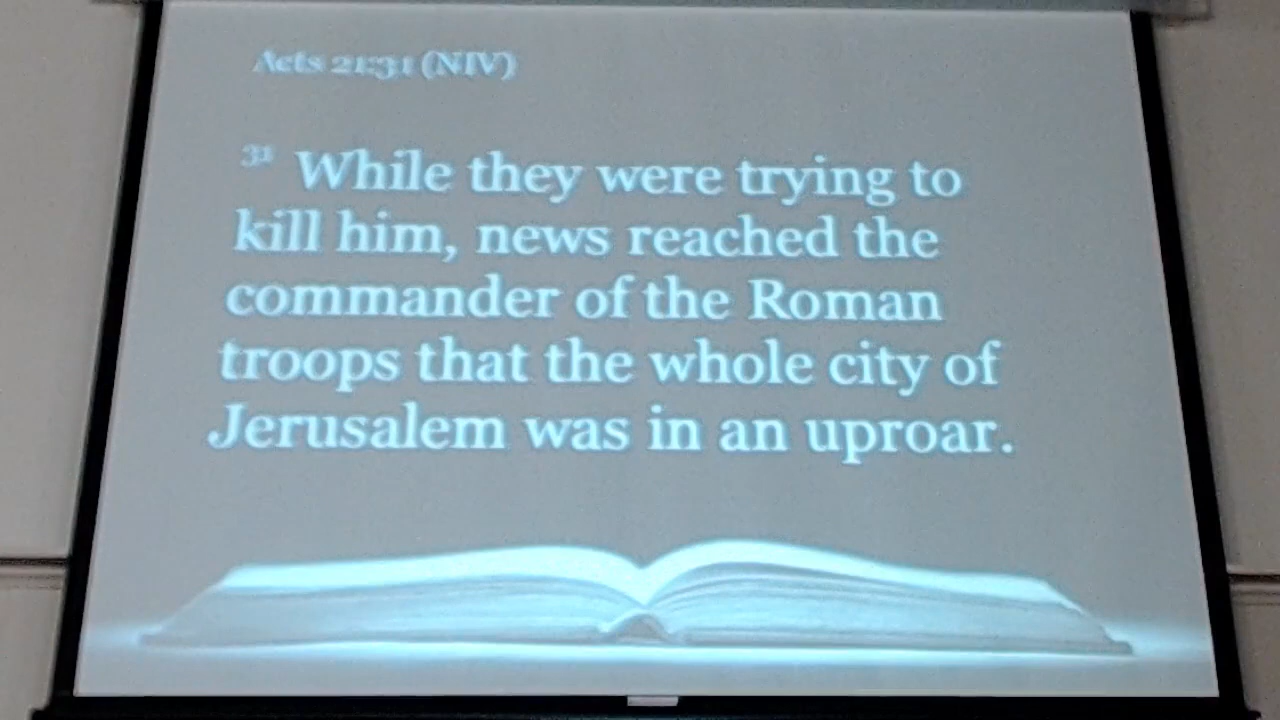 Acts 21:31 (NIV)
31 While they were trying to
kill him, news reached the
commander of the Roman
troops that the whole city of
Jerusalem was in an uproar.